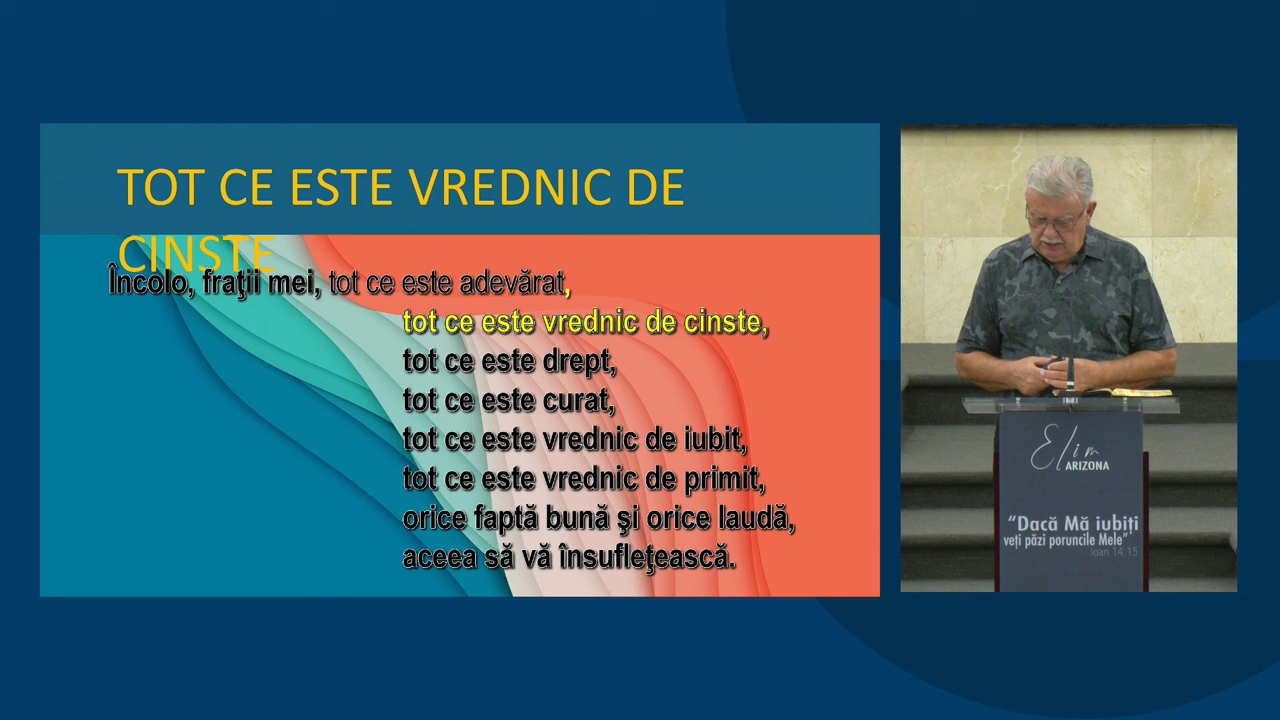 TOT CE ESTE VREDNIC DE
CINSTE
Încolo, fraţii mei, tot ce este adevărat,
tot ce este vrednic de cinste,
tot ce este drept,
tot ce este curat,
tot ce este vrednic de iubit,
tot ce este vrednic de primit,
orice faptă bună şi orice laudă,
aceea să vă însufleţească.
Elim
ARIZONA
“Dacă Mă iubiți
veți păzi poruncile Mele”
Ioan 14:15